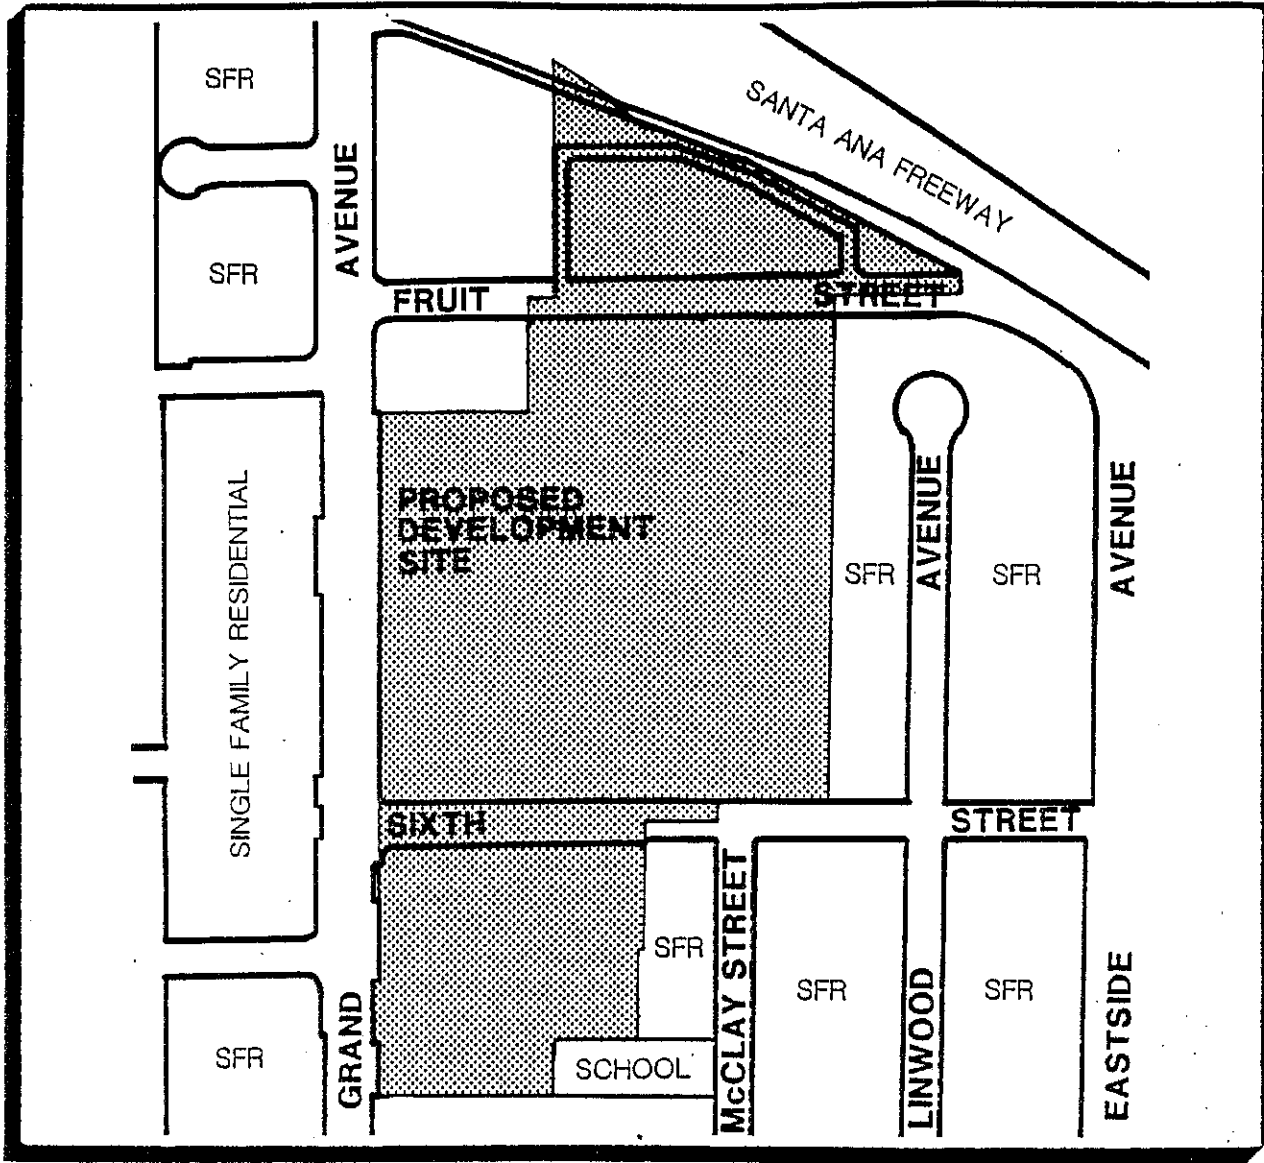 SFR
SANTA ANA FREEWAY
AVENUE
SFR
FRUIT
STREET
PROPOSED
DEVELOPMENT
SITE
SINGLE FAMILY RESIDENTIAL
SFR
AVENUE
SFR
AVENUE
SIXTH
STREET
SFR
McCLAY STREET
SFR
LINWOOD
SFR
EASTSIDE
GRAND
SFR
SCHOOL